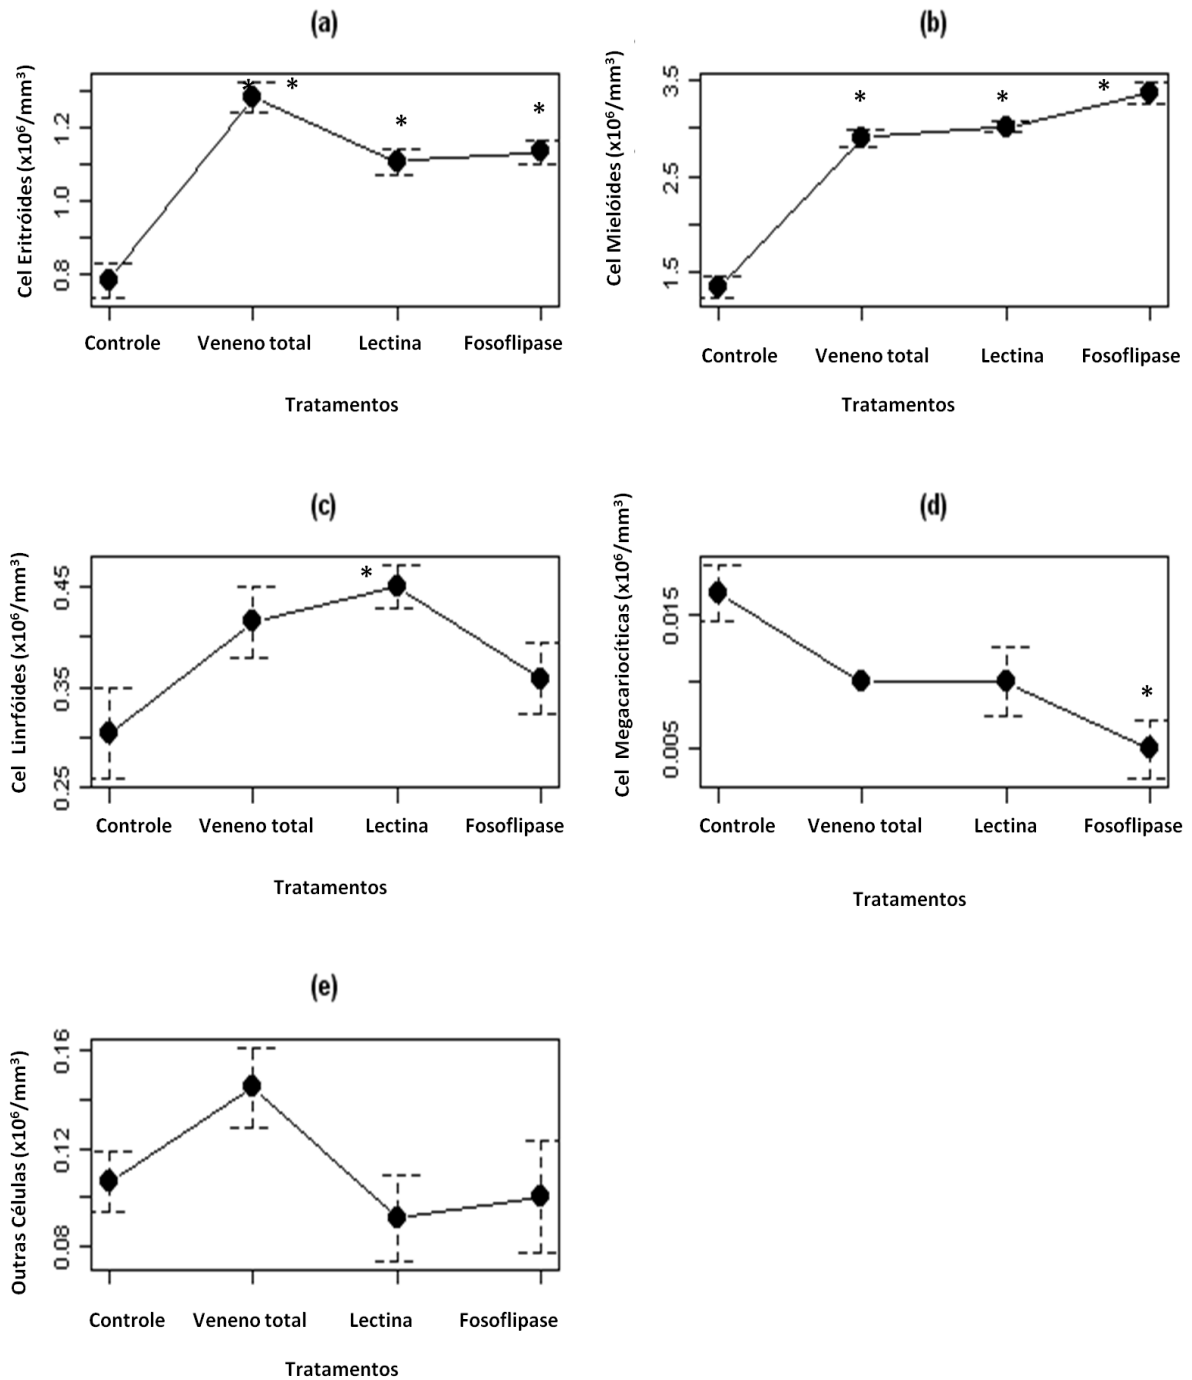 (a)
Cel Eritróides (x10⁶/mm³)
0.8 1.0 1.2
* *
*
*
Controle Veneno total Lectina Fosoflipase
Tratamentos
(b)
Cel Mielóides (x10⁶/mm³)
1.5 2.5 3.5
*
*
*
Controle Veneno total Lectina Fosoflipase
Tratamentos
(c)
Cel Linrfóides (x10⁶/mm³)
0.25 0.35 0.45
*
Controle Veneno total Lectina Fosoflipase
Tratamentos
(d)
Cel Megacariocíticas (x10⁶/mm³)
0.005 0.015
*
Controle Veneno total Lectina Fosoflipase
Tratamentos
(e)
Outras Células (x10⁶/mm³)
0.08 0.12 0.16
Controle Veneno total Lectina Fosoflipase
Tratamentos